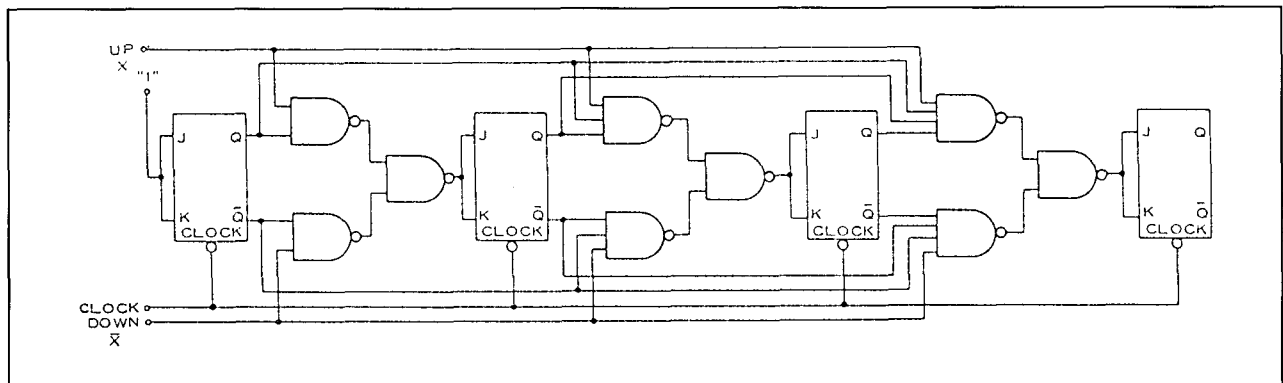 UP
X
"1"
J Q
K Q̅
CLOCK
J Q
K Q̅
CLOCK
J Q
K Q̅
CLOCK
J Q
K Q̅
CLOCK
CLOCK
DOWN
X̅